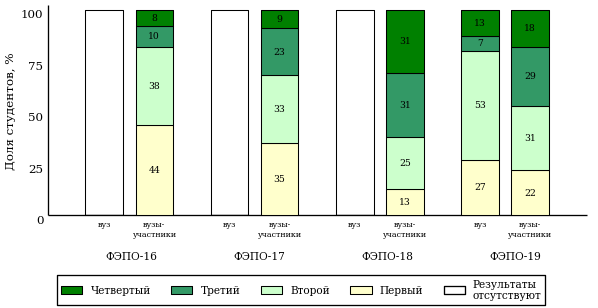 Доля студентов, %
100
75
50
25
0
8
10
38
44
9
23
33
35
31
31
25
13
13
7
53
27
18
29
31
22
вуз
вузы-
участники
вуз
вузы-
участники
вуз
вузы-
участники
вуз
вузы-
участники
ФЭПО-16
ФЭПО-17
ФЭПО-18
ФЭПО-19
Четвертый
Третий
Второй
Первый
Результаты
отсутствуют